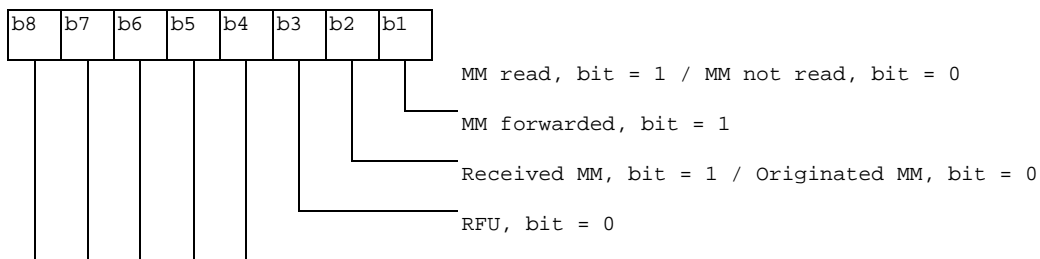 b8 b7 b6 b5 b4 b3 b2 b1
MM read, bit = 1 / MM not read, bit = 0
MM forwarded, bit = 1
Received MM, bit = 1 / Originated MM, bit = 0
RFU, bit = 0